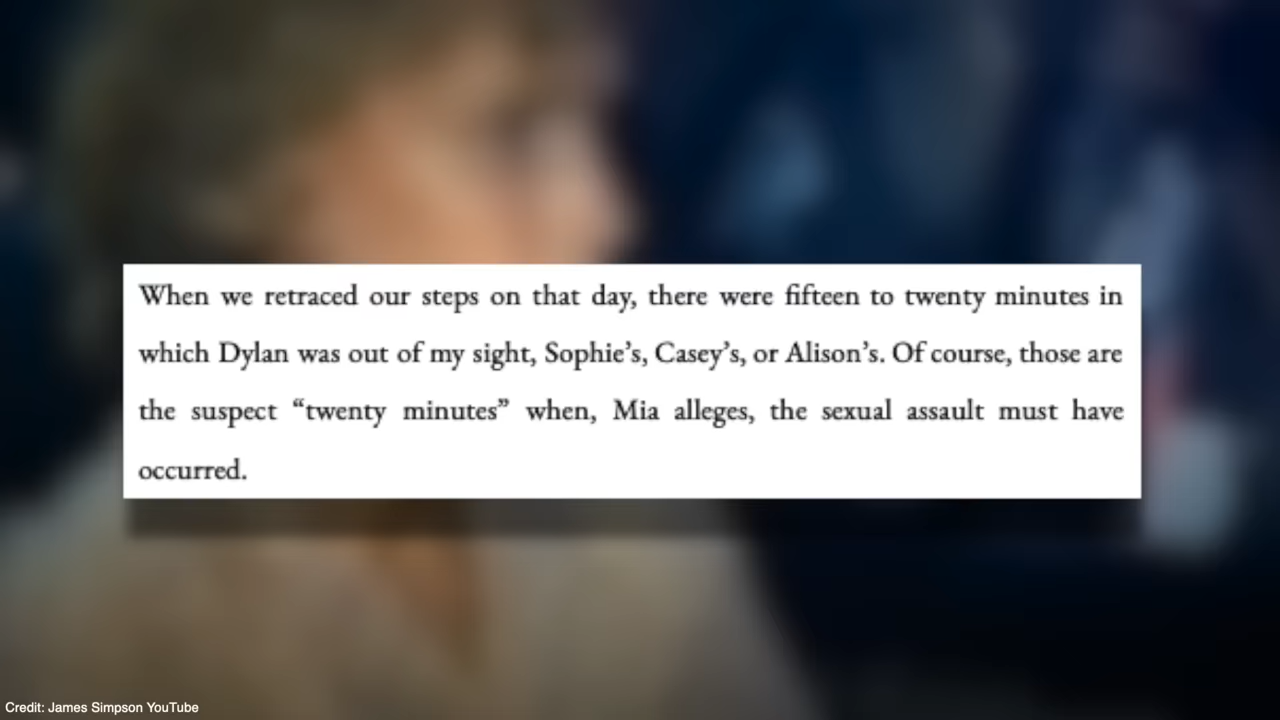 When we retraced our steps on that day, there were fifteen to twenty minutes in
which Dylan was out of my sight, Sophie’s, Casey’s, or Alison’s. Of course, those are
the suspect “twenty minutes” when, Mia alleges, the sexual assault must have
occurred.
Credit: James Simpson YouTube